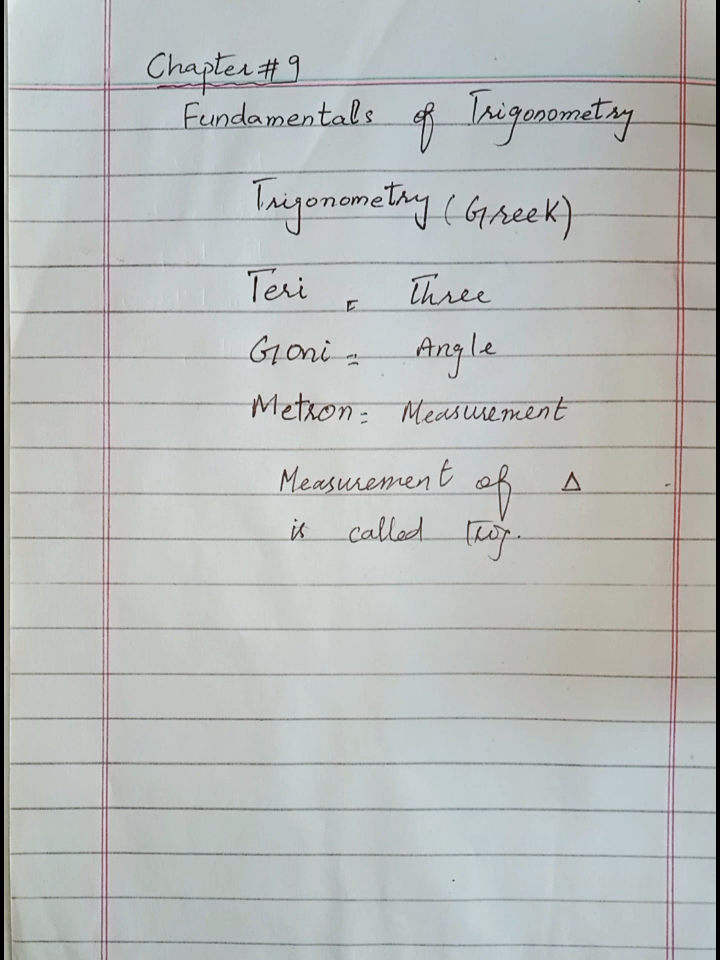 Chapter # 9
Fundamentals of Trigonometry
Trigonometry (Greek)
Teri = Three
Goni = Angle
Metron = Measurement
Measurement of Δ
is called Trig.